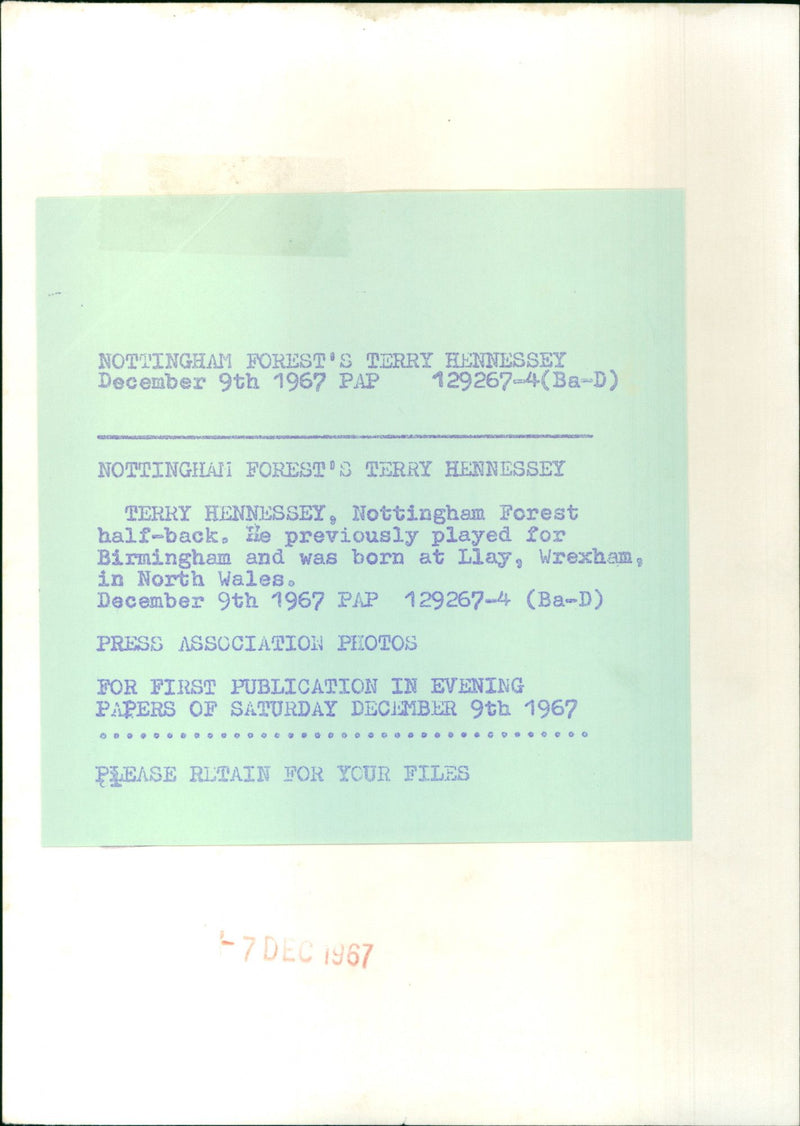 NOTTINGHAM FOREST'S TERRY HENNESSEY
December 9th 1967 PAP 129267-4(Ba-D)
NOTTINGHAM FOREST'S TERRY HENNESSEY
TERRY HENNESSEY, Nottingham Forest
half-back. He previously played for
Birmingham and was born at Llay, Wrexham,
in North Wales.
December 9th 1967 PAP 129267-4 (Ba-D)
PRESS ASSOCIATION PHOTOS
FOR FIRST PUBLICATION IN EVENING
PAPERS OF SATURDAY DECEMBER 9th 1967
.....................................
PLEASE RETAIN FOR YOUR FILES
-7 DEC 1967